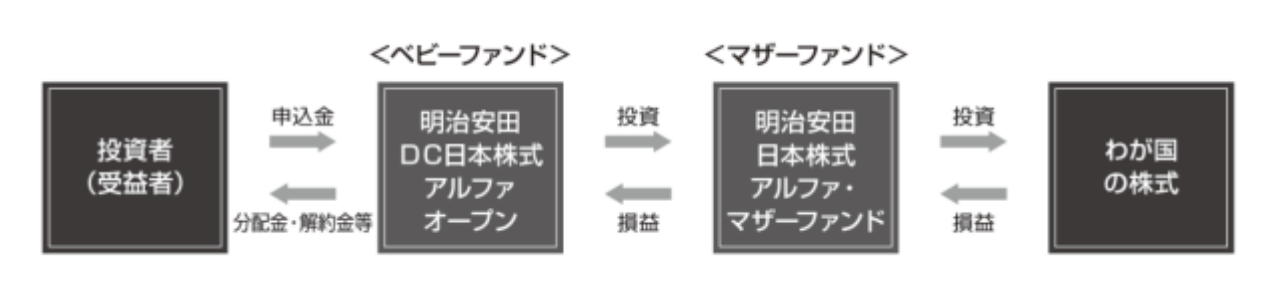 <ベビーファンド>
<マザーファンド>
投資者
(受益者)
申込金
分配金・解約金等
明治安田
DC日本株式
アルファ
オープン
投資
損益
明治安田
日本株式
アルファ・
マザーファンド
投資
損益
わが国
の株式